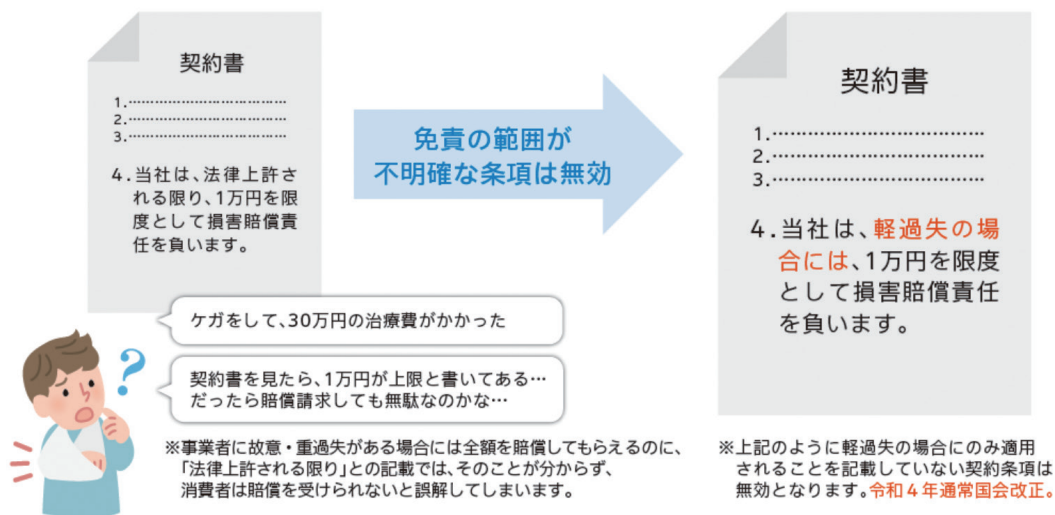 契約書
1.…………………………………
2.…………………………………
3.…………………………………
4.当社は、法律上許さ
れる限り、1万円を限
度として損害賠償責
任を負います。
免責の範囲が
不明確な条項は無効
契約書
1.…………………………………
2.…………………………………
3.…………………………………
4.当社は、軽過失の場
合には、1万円を限度
として損害賠償責任
を負います。
ケガをして、30万円の治療費がかかった
?
契約書を見たら、1万円が上限と書いてある…
だったら賠償請求しても無駄なのかな…
※事業者に故意・重過失がある場合には全額を賠償してもらえるのに、
「法律上許される限り」との記載では、そのことが分からず、
消費者は賠償を受けられないと誤解してしまいます。
※上記のように軽過失の場合にのみ適用
されることを記載していない契約条項は
無効となります。令和4年通常国会改正。